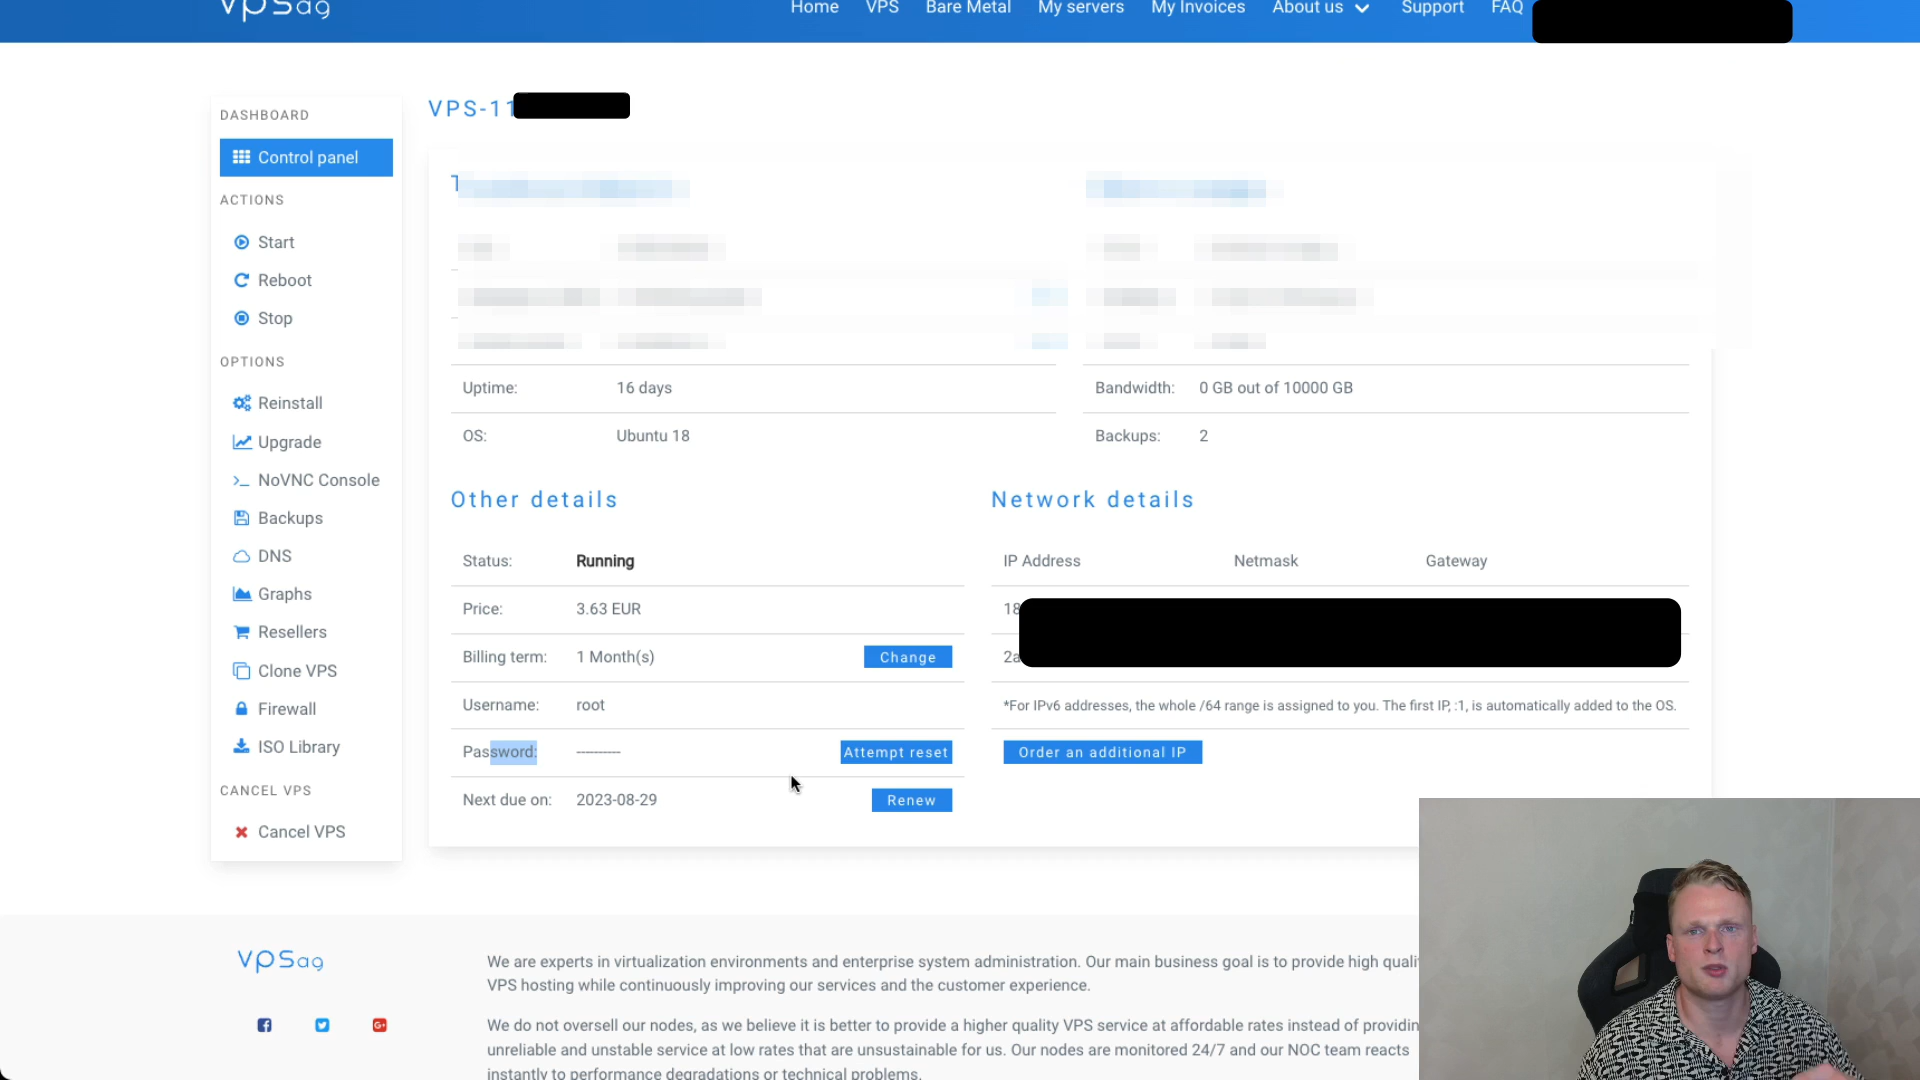 VPSag
Home VPS Bare Metal My servers My Invoices About us Support FAQ
DASHBOARD
Control panel
ACTIONS
Start
Reboot
Stop
OPTIONS
Reinstall
Upgrade
NoVNC Console
Backups
DNS
Graphs
Resellers
Clone VPS
Firewall
ISO Library
CANCEL VPS
Cancel VPS
VPS-11
T
Uptime: 16 days
OS: Ubuntu 18
Bandwidth: 0 GB out of 10000 GB
Backups: 2
Other details
Status: Running
Price: 3.63 EUR
Billing term: 1 Month(s) Change
Username: root
Password: ---------- Attempt reset
Next due on: 2023-08-29 Renew
Network details
IP Address Netmask Gateway
18
2a
*For IPv6 addresses, the whole /64 range is assigned to you. The first IP, :1, is automatically added to the OS.
Order an additional IP
VPSag
We are experts in virtualization environments and enterprise system administration. Our main business goal is to provide high quali
VPS hosting while continuously improving our services and the customer experience.
We do not oversell our nodes, as we believe it is better to provide a higher quality VPS service at affordable rates instead of providin
unreliable and unstable service at low rates that are unsustainable for us. Our nodes are monitored 24/7 and our NOC team reacts
instantly to performance degradations or technical problems.